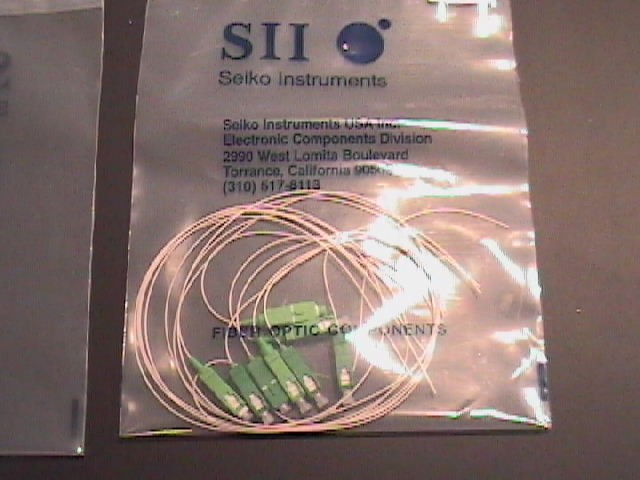 SII
Seiko Instruments
Seiko Instruments USA Inc.
Electronic Components Division
2990 West Lomita Boulevard
Torrance, California
(310) 517-8113
FIBER OPTIC COMPONENTS